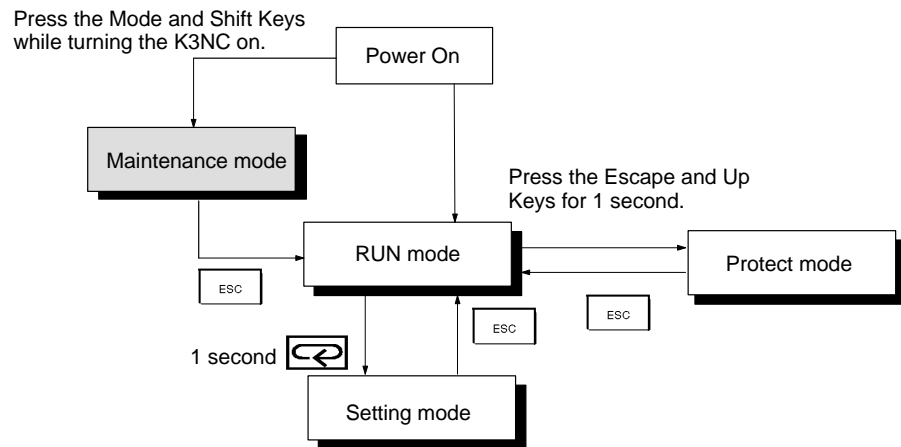 Press the Mode and Shift Keys
while turning the K3NC on.
Power On
Maintenance mode
Press the Escape and Up
Keys for 1 second.
RUN mode
Protect mode
ESC
ESC
ESC
1 second
Setting mode